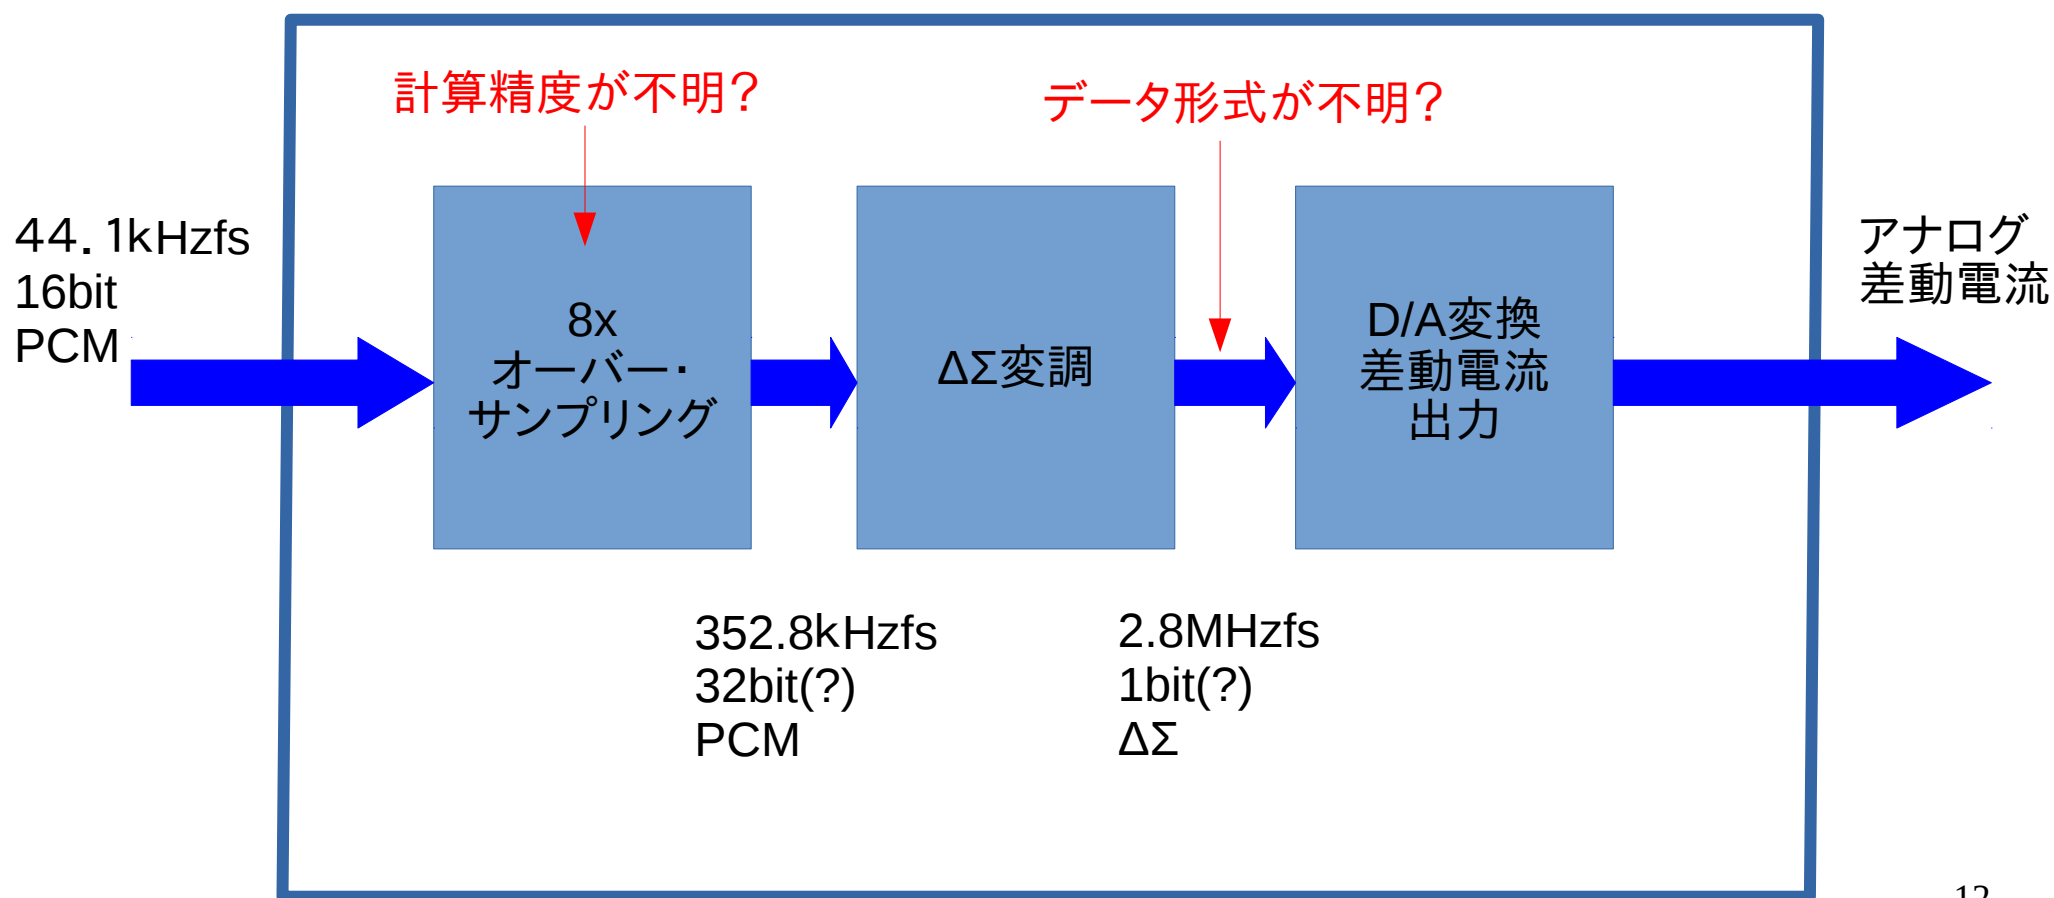 計算精度が不明？
データ形式が不明？
４４．１ｋHzfs
16bit
PCM
8x
オーバー・
サンプリング
ΔΣ変調
D/A変換
差動電流
出力
アナログ
差動電流
352.8ｋHzfs
32bit(?)
PCM
2.8MHzfs
1bit(?)
ΔΣ
12